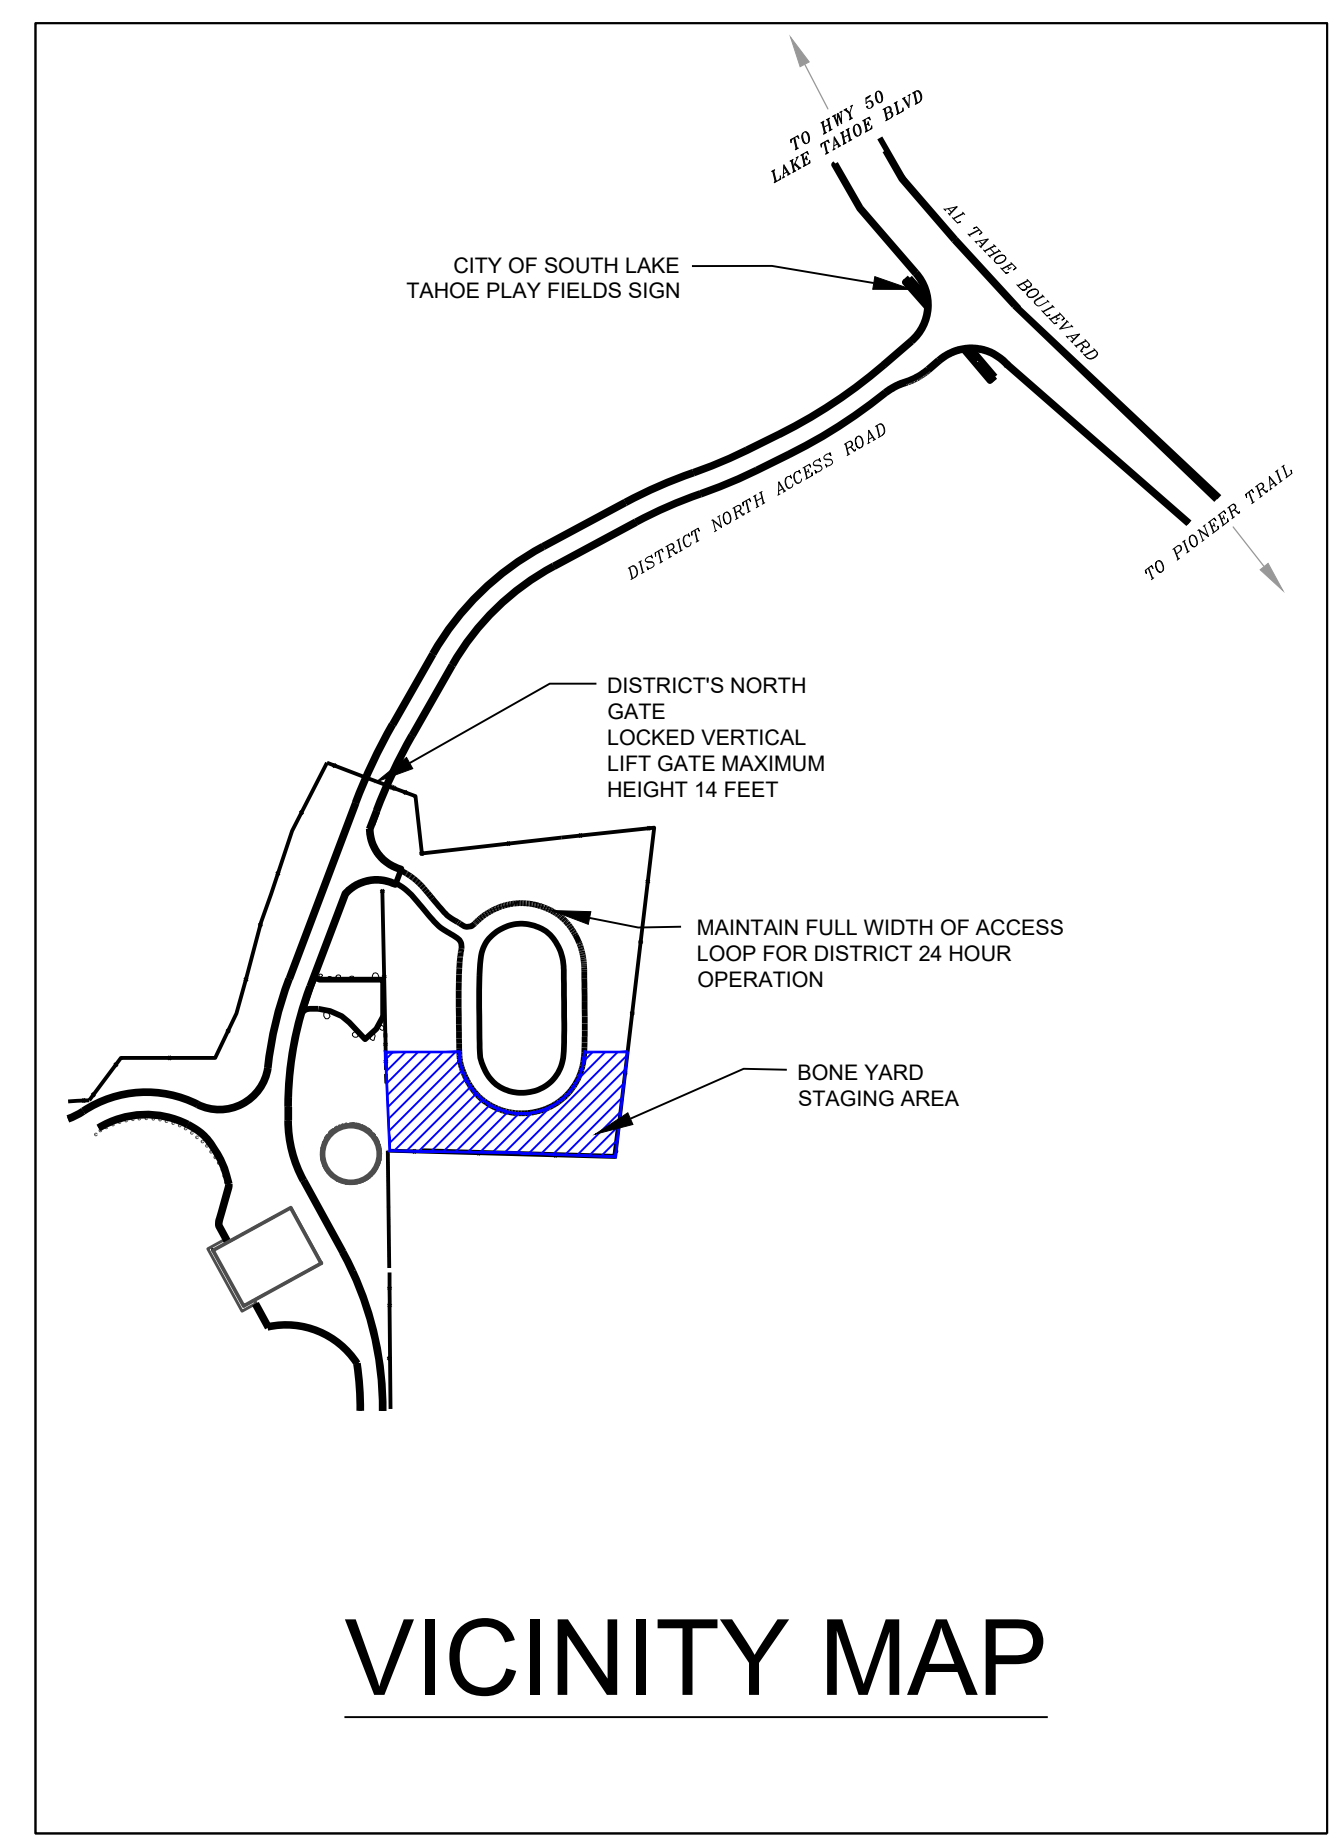 TO HWY 50
LAKE TAHOE BLVD
AL TAHOE BOULEVARD
CITY OF SOUTH LAKE
TAHOE PLAY FIELDS SIGN
DISTRICT NORTH ACCESS ROAD
TO PIONEER TRAIL
DISTRICT'S NORTH
GATE
LOCKED VERTICAL
LIFT GATE MAXIMUM
HEIGHT 14 FEET
MAINTAIN FULL WIDTH OF ACCESS
LOOP FOR DISTRICT 24 HOUR
OPERATION
BONE YARD
STAGING AREA
VICINITY MAP